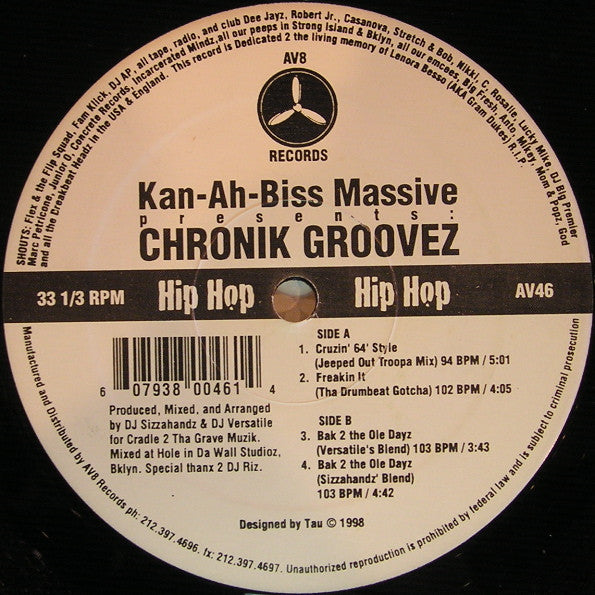 SHOUTS: Flex & the Flip Squad, Fam Klick, DJ AP, all tape, radio, and club Dee Jayz, Robert Jr., Casanova, Stretch & Bob, Nikki, C. Rosalie, Lucky Mike, DJ Big Premier
Marc Petticone, Junior O, Concrete Records, Incarcerated Mindz, all our peeps in Strong Island & Bklyn, all our emcees, Big Fresh, Anto, Mikey, Mom & Popz, God
and all the Dreakbeat Headz in the USA & England. This record is Dedicated 2 the living memory of Lenora Besso (AKA Gram Dukes) R.I.P.
AV8
RECORDS
Kan-Ah-Biss Massive
presents:
CHRONIK GROOVEZ
33 1/3 RPM Hip Hop Hip Hop AV46
6 07938 00461 4
Produced, Mixed, and Arranged
by DJ Sizzahandz & DJ Versatile
for Cradle 2 Tha Grave Muzik.
Mixed at Hole in Da Wall Studioz,
Bklyn. Special thanx 2 DJ Riz.
SIDE A
1. Cruzin' 64' Style
(Jeeped Out Troopa Mix) 94 BPM / 5:01
2. Freakin It
(Tha Drumbeat Gotcha) 102 BPM / 4:05
SIDE B
3. Bak 2 the Ole Dayz
(Versatile's Blend) 103 BPM / 3:43
4. Bak 2 the Ole Dayz
(Sizzahandz' Blend)
103 BPM / 4:42
Designed by Tau © 1998
Manufactured and Distributed by AV8 Records ph: 212.397.4696. fx: 212.397.4697. Unauthorized reproduction is prohibited by federal law and is subject to criminal prosecution